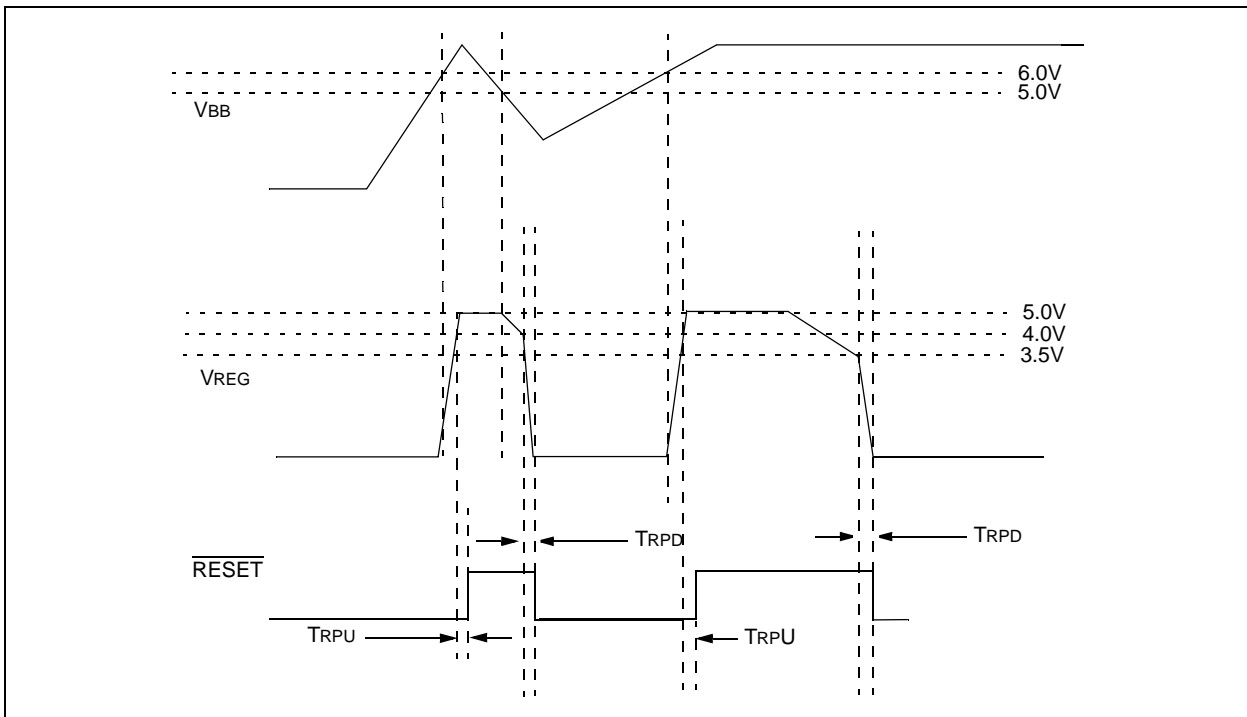 6.0V
5.0V
VBB
5.0V
4.0V
3.5V
VREG
TRPD
TRPD
RESET
TRPU
TRPU